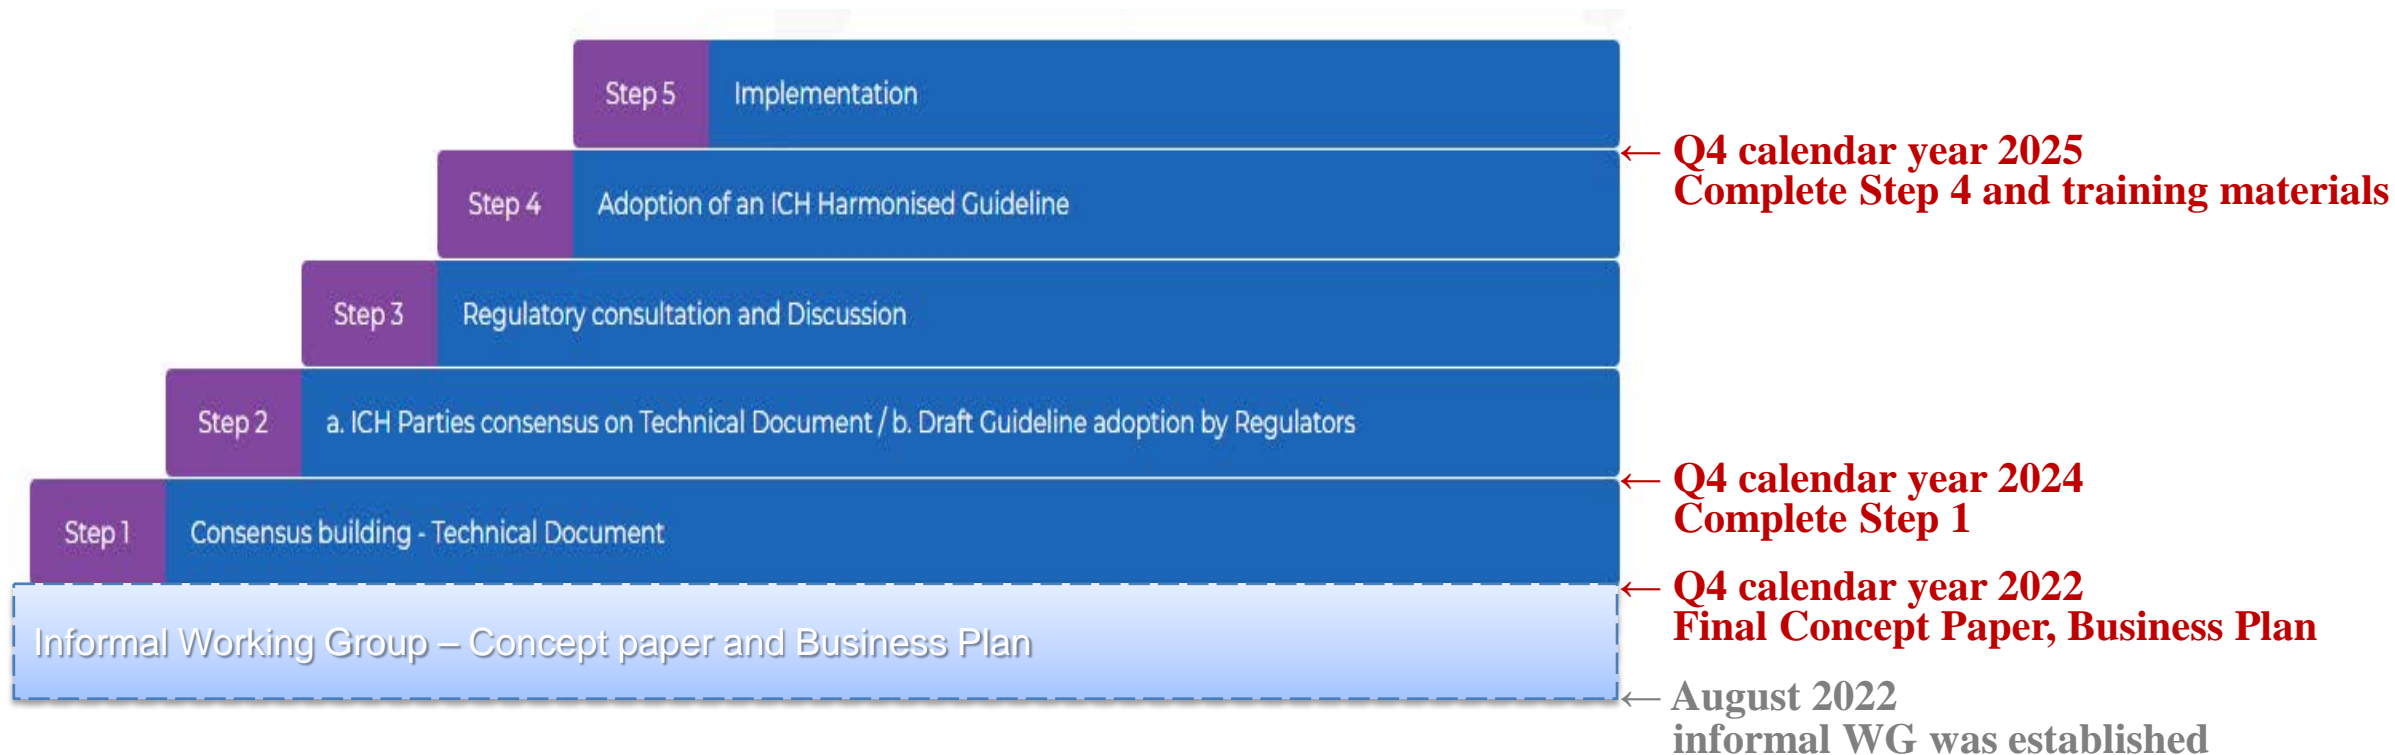 Step 5 Implementation
← Q4 calendar year 2025
Complete Step 4 and training materials
Step 4 Adoption of an ICH Harmonised Guideline
Step 3 Regulatory consultation and Discussion
Step 2 a. ICH Parties consensus on Technical Document / b. Draft Guideline adoption by Regulators
← Q4 calendar year 2024
Complete Step 1
Step 1 Consensus building - Technical Document
← Q4 calendar year 2022
Final Concept Paper, Business Plan
Informal Working Group – Concept paper and Business Plan
← August 2022
informal WG was established